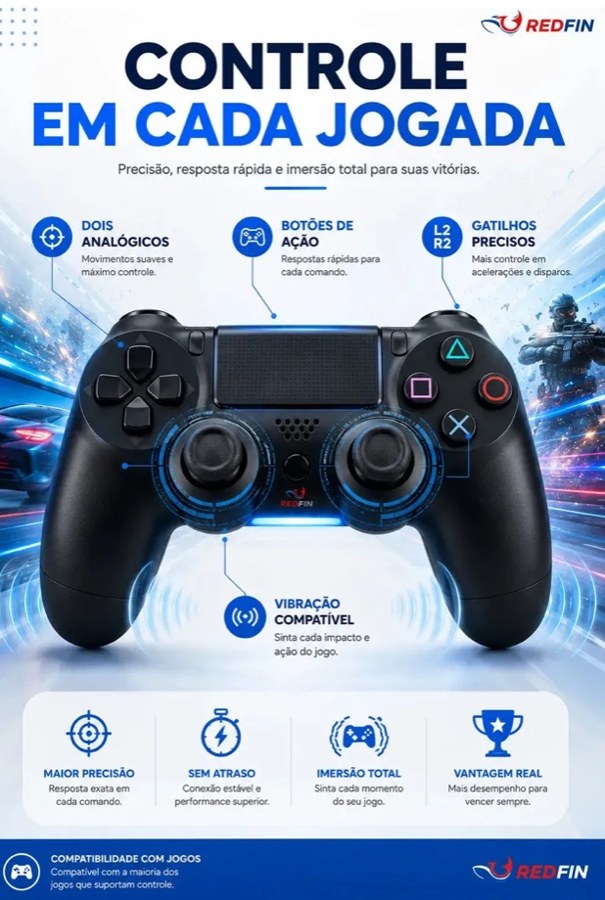 REDFIN
CONTROLE
EM CADA JOGADA
Precisão, resposta rápida e imersão total para suas vitórias.
DOIS
ANALÓGICOS
Movimentos suaves e
máximo controle.
BOTÕES DE
AÇÃO
Respostas rápidas para
cada comando.
L2
R2
GATILHOS
PRECISOS
Mais controle em
acelerações e disparos.
REDFIN
VIBRAÇÃO
COMPATÍVEL
Sinta cada impacto e
ação do jogo.
MAIOR PRECISÃO
Resposta exata em
cada comando.
SEM ATRASO
Conexão estável e
performance superior.
IMERSÃO TOTAL
Sinta cada momento
do seu jogo.
VANTAGEM REAL
Mais desempenho para
vencer sempre.
COMPATIBILIDADE COM JOGOS
Compatível com a maioria dos
jogos que suportam controle.
REDFIN